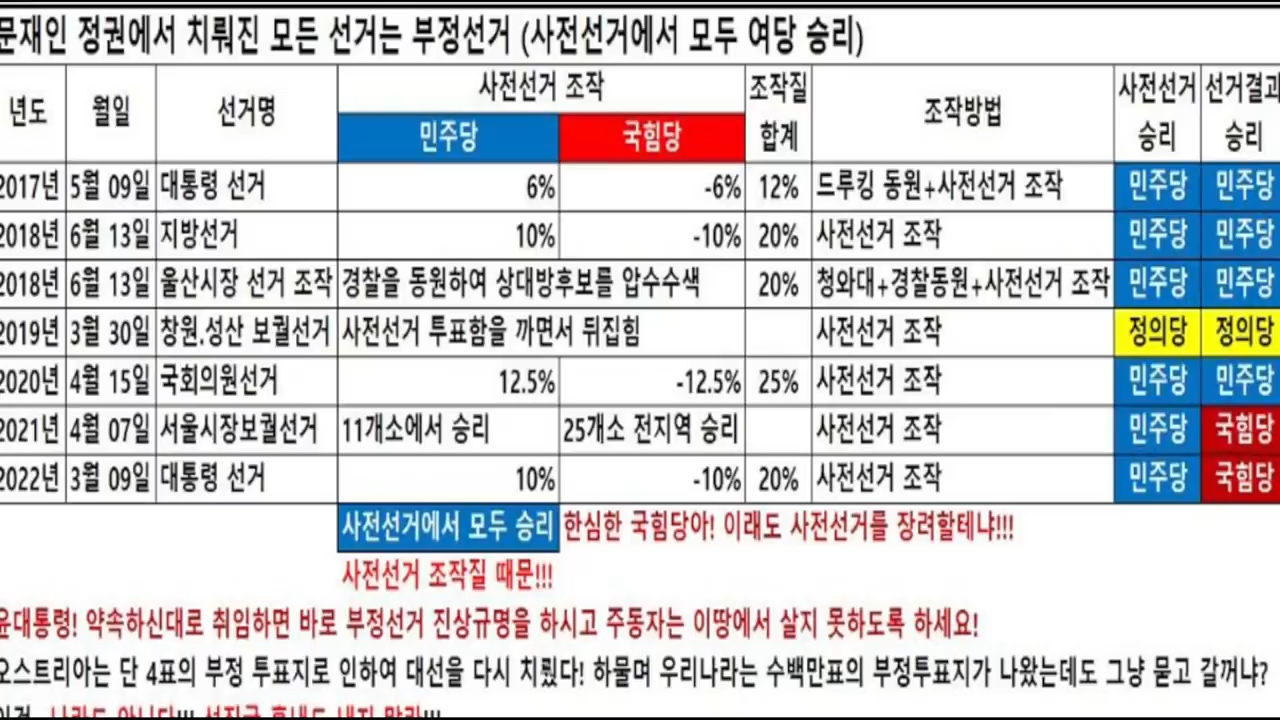 문재인 정권에서 치뤄진 모든 선거는 부정선거 (사전선거에서 모두 여당 승리)
년도 월일 선거명 사전선거 조작 조작질 합계 조작방법 사전선거 승리 선거결과 승리
민주당 국힘당
2017년 5월 09일 대통령 선거 6% -6% 12% 드루킹 동원+사전선거 조작 민주당 민주당
2018년 6월 13일 지방선거 10% -10% 20% 사전선거 조작 민주당 민주당
2018년 6월 13일 울산시장 선거 조작 경찰을 동원하여 상대방후보를 압수수색 20% 청와대+경찰동원+사전선거 조작 민주당 민주당
2019년 3월 30일 창원.성산 보궐선거 사전선거 투표함을 까면서 뒤집힘 사전선거 조작 정의당 정의당
2020년 4월 15일 국회의원선거 12.5% -12.5% 25% 사전선거 조작 민주당 민주당
2021년 4월 07일 서울시장보궐선거 11개소에서 승리 25개소 전지역 승리 사전선거 조작 민주당 국힘당
2022년 3월 09일 대통령 선거 10% -10% 20% 사전선거 조작 민주당 국힘당
사전선거에서 모두 승리 한심한 국힘당아! 이래도 사전선거를 장려할테냐!!!
사전선거 조작질 때문!!!
윤대통령! 약속하신대로 취임하면 바로 부정선거 진상규명을 하시고 주동자는 이땅에서 살지 못하도록 하세요!
오스트리아는 단 4표의 부정 투표지로 인하여 대선을 다시 치뤘다! 하물며 우리나라는 수백만표의 부정투표지가 나왔는데도 그냥 묻고 갈꺼냐?